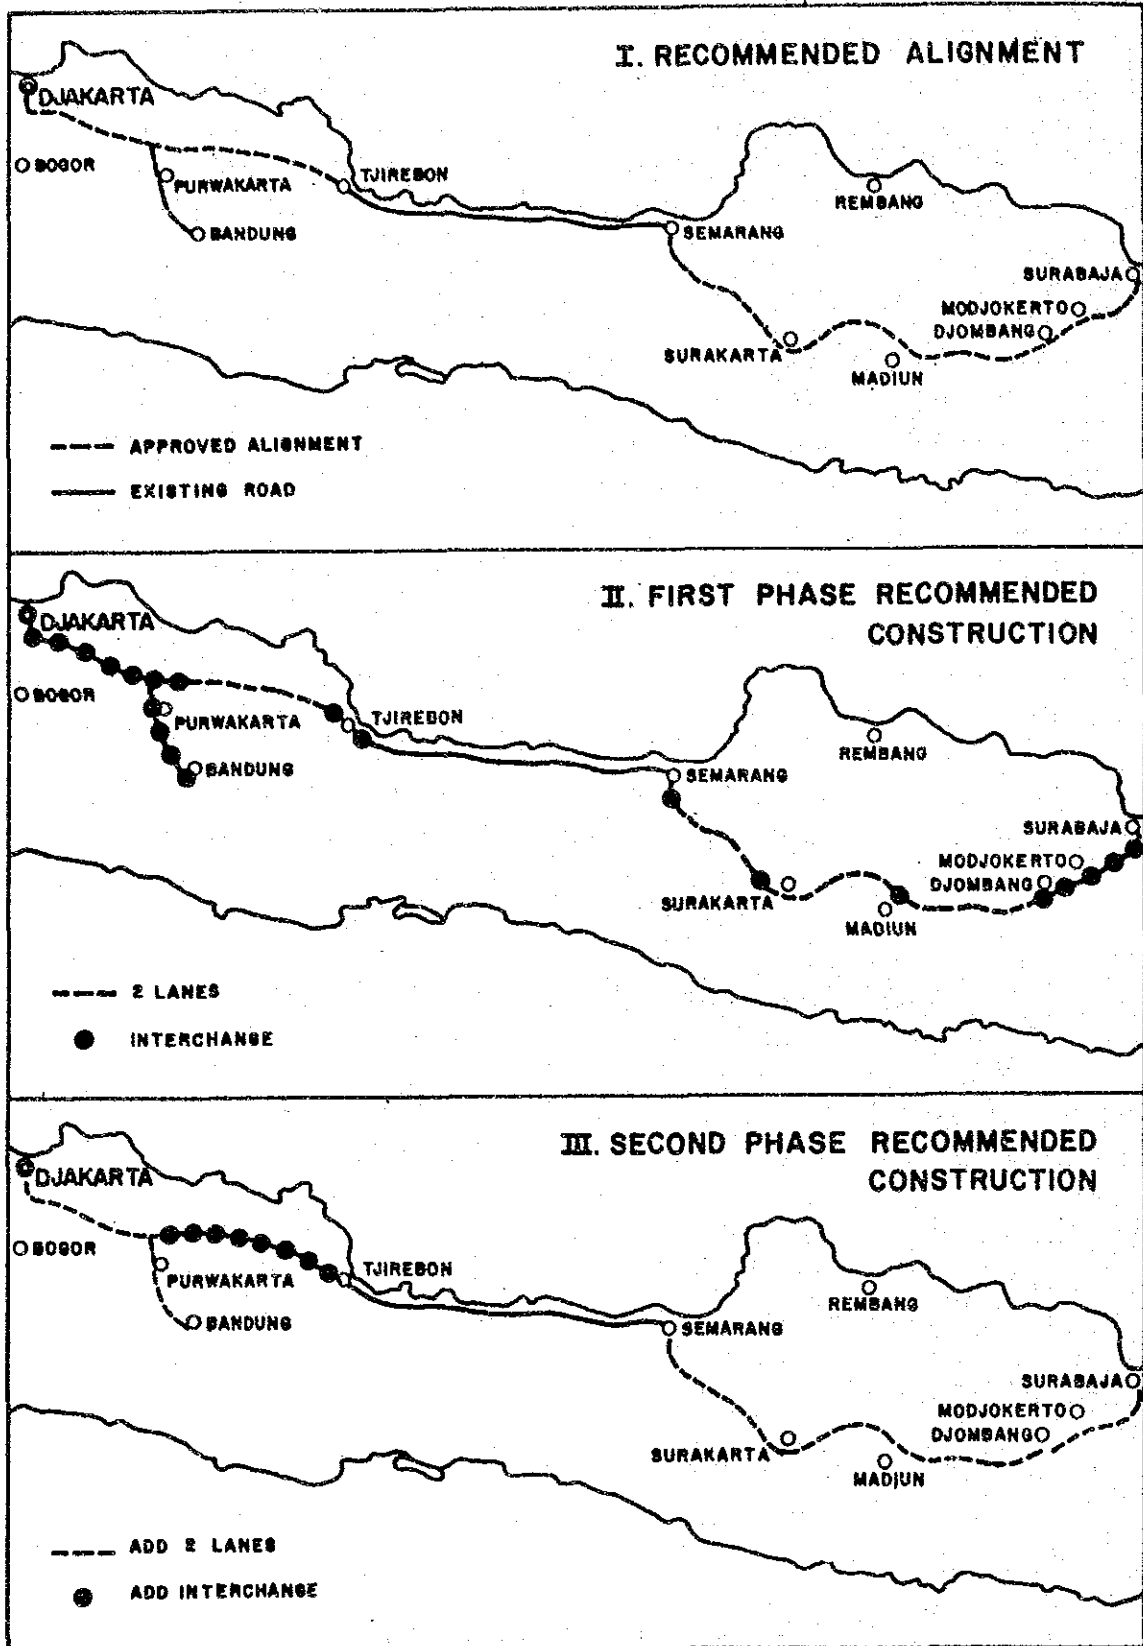 I. RECOMMENDED ALIGNMENT
DJAKARTA
BOGOR
PURWAKARTA
TJIREBON
BANDUNG
SEMARANG
REMBANG
SURABAJA
MODJOKERTO
DJOMBANG
SURAKARTA
MADIUN
APPROVED ALIGNMENT
EXISTING ROAD
II. FIRST PHASE RECOMMENDED
CONSTRUCTION
DJAKARTA
BOGOR
PURWAKARTA
TJIREBON
BANDUNG
SEMARANG
REMBANG
SURABAJA
MODJOKERTO
DJOMBANG
SURAKARTA
MADIUN
2 LANES
INTERCHANGE
III. SECOND PHASE RECOMMENDED
CONSTRUCTION
DJAKARTA
BOGOR
PURWAKARTA
TJIREBON
BANDUNG
SEMARANG
REMBANG
SURABAJA
MODJOKERTO
DJOMBANG
SURAKARTA
MADIUN
ADD 2 LANES
ADD INTERCHANGE